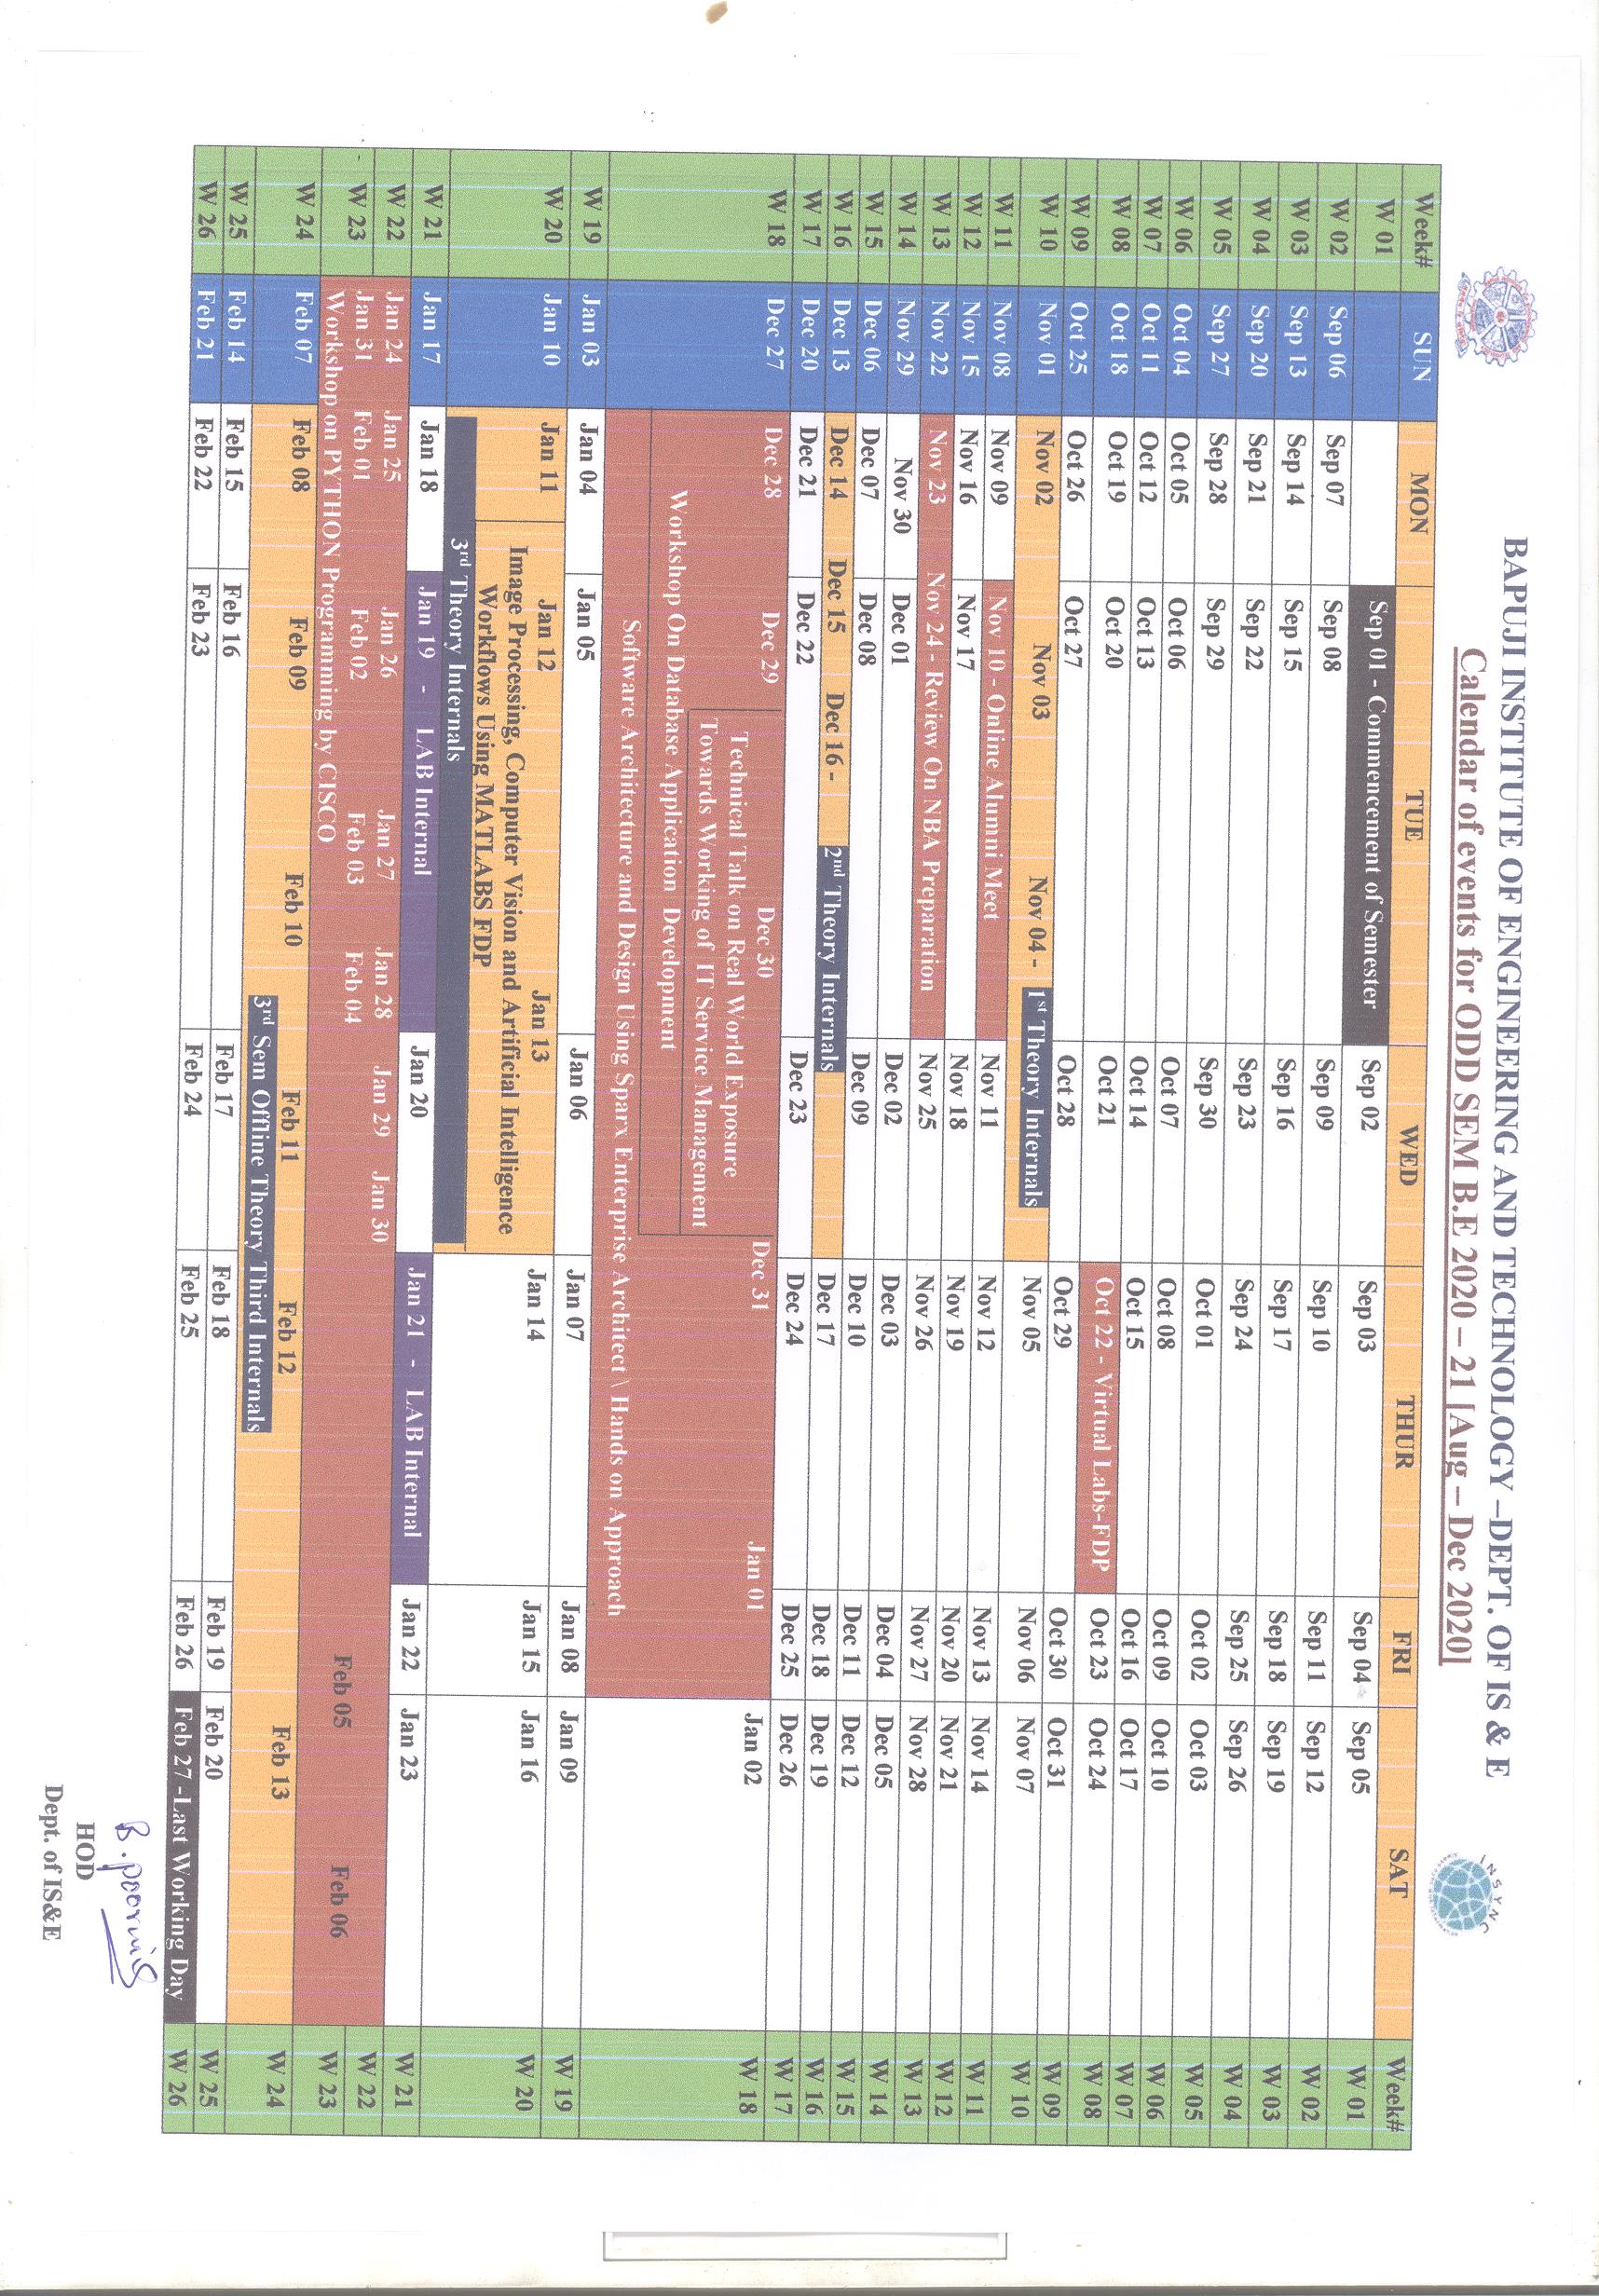 BAPUJI INSTITUTE OF ENGINEERING AND TECHNOLOGY –DEPT. OF IS & E
Calendar of events for ODD SEM B.E 2020 – 21 [Aug – Dec 2020]
INSYNC
Week# SUN MON TUE WED THUR FRI SAT Week#
W 01 Sep 01 - Commencement of Semester Sep 02 Sep 03 Sep 04 Sep 05 W 01
W 02 Sep 06 Sep 07 Sep 08 Sep 09 Sep 10 Sep 11 Sep 12 W 02
W 03 Sep 13 Sep 14 Sep 15 Sep 16 Sep 17 Sep 18 Sep 19 W 03
W 04 Sep 20 Sep 21 Sep 22 Sep 23 Sep 24 Sep 25 Sep 26 W 04
W 05 Sep 27 Sep 28 Sep 29 Sep 30 Oct 01 Oct 02 Oct 03 W 05
W 06 Oct 04 Oct 05 Oct 06 Oct 07 Oct 08 Oct 09 Oct 10 W 06
W 07 Oct 11 Oct 12 Oct 13 Oct 14 Oct 15 Oct 16 Oct 17 W 07
W 08 Oct 18 Oct 19 Oct 20 Oct 21 Oct 22 - Virtual Labs-FDP Oct 23 Oct 24 W 08
W 09 Oct 25 Oct 26 Oct 27 Oct 28 Oct 29 Oct 30 Oct 31 W 09
W 10 Nov 01 Nov 02 Nov 03 Nov 04 - 1st Theory Internals Nov 05 Nov 06 Nov 07 W 10
W 11 Nov 08 Nov 09 Nov 10 - Online Alumni Meet Nov 11 Nov 12 Nov 13 Nov 14 W 11
W 12 Nov 15 Nov 16 Nov 17 Nov 18 Nov 19 Nov 20 Nov 21 W 12
W 13 Nov 22 Nov 23 Nov 24 - Review On NBA Preparation Nov 25 Nov 26 Nov 27 Nov 28 W 13
W 14 Nov 29 Nov 30 Dec 01 Dec 02 Dec 03 Dec 04 Dec 05 W 14
W 15 Dec 06 Dec 07 Dec 08 Dec 09 Dec 10 Dec 11 Dec 12 W 15
W 16 Dec 13 Dec 14 Dec 15 Dec 16 - 2nd Theory Internals Dec 17 Dec 18 Dec 19 W 16
W 17 Dec 20 Dec 21 Dec 22 Dec 23 Dec 24 Dec 25 Dec 26 W 17
W 18 Dec 27 Dec 28 Dec 29 Dec 30 Dec 31 Jan 01 Jan 02 W 18
Technical Talk on Real World Exposure
Towards Working of IT Service Management
Workshop On Database Application Development
Software Architecture and Design Using Sparx Enterprise Architect \ Hands on Approach
W 19 Jan 03 Jan 04 Jan 05 Jan 06 Jan 07 Jan 08 Jan 09 W 19
W 20 Jan 10 Jan 11 Jan 12 Jan 13 Jan 14 Jan 15 Jan 16 W 20
Image Processing, Computer Vision and Artificial Intelligence
Workflows Using MATLABS FDP
3rd Theory Internals
W 21 Jan 17 Jan 18 Jan 19 - LAB Internal Jan 20 Jan 21 - LAB Internal Jan 22 Jan 23 W 21
W 22 Jan 24 Jan 25 Jan 26 Jan 27 Jan 28 Jan 29 Jan 30 W 22
W 23 Jan 31 Feb 01 Feb 02 Feb 03 Feb 04 Feb 05 Feb 06 W 23
Workshop on PYTHON Programming by CISCO
W 24 Feb 07 Feb 08 Feb 09 Feb 10 Feb 11 Feb 12 Feb 13 W 24
3rd Sem Offline Theory Third Internals
W 25 Feb 14 Feb 15 Feb 16 Feb 17 Feb 18 Feb 19 Feb 20 W 25
W 26 Feb 21 Feb 22 Feb 23 Feb 24 Feb 25 Feb 26 Feb 27 -Last Working Day W 26
HOD
Dept. of IS&E